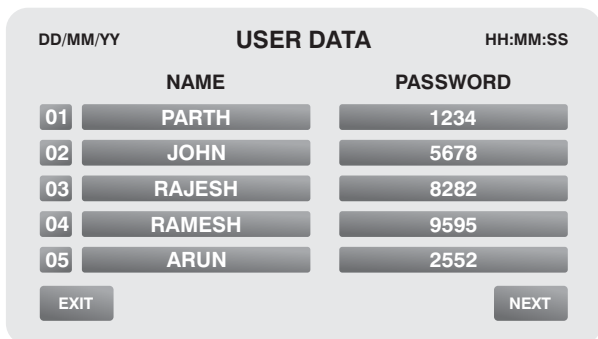 DD/MM/YY USER DATA HH:MM:SS
NAME PASSWORD
01 PARTH 1234
02 JOHN 5678
03 RAJESH 8282
04 RAMESH 9595
05 ARUN 2552
EXIT NEXT